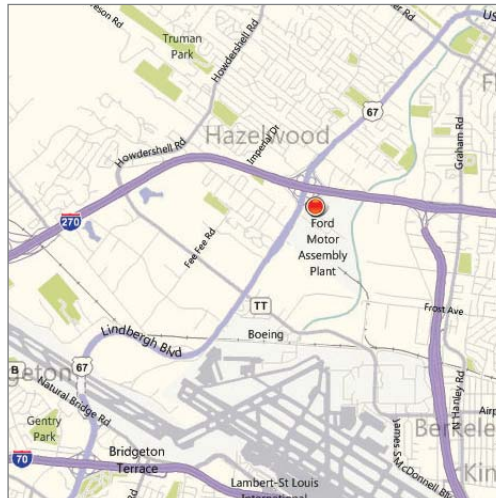 Truman
Park
Howdershell Rd
US
67
Hazelwood
Imperial Dr
Graham Rd
Howdershell Rd
270
Fee Fee Rd
Ford
Motor
Assembly
Plant
TT
Frost Ave
Boeing
Lindbergh Blvd
B
67
Natural Bridge Rd
N Hanley Rd
Gentry
Park
James S McDonnell Bl
70
Bridgeton
Terrace
Lambert-St Louis